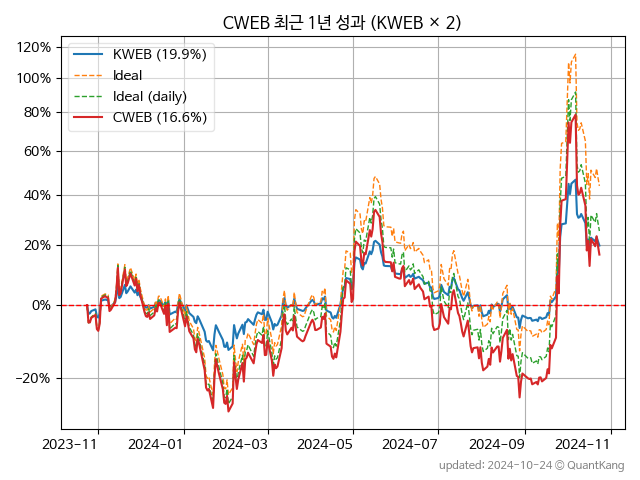 CWEB 최근 1년 성과 (KWEB × 2)
120%
100%
80%
60%
40%
20%
0%
−20%
KWEB (19.9%)
Ideal
Ideal (daily)
CWEB (16.6%)
2023-11
2024-01
2024-03
2024-05
2024-07
2024-09
2024-11
updated: 2024-10-24 © QuantKang